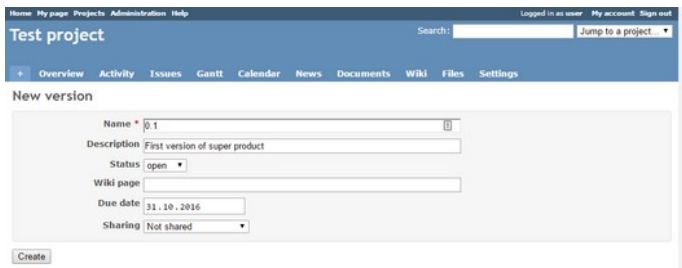 Home My page Projects Administration Help Logged in as user My account Sign out
Test project Search: Jump to a project...
+ Overview Activity Issues Gantt Calendar News Documents Wiki Files Settings
New version
Name * 0.1
Description First version of super product
Status open
Wiki page
Due date 31.10.2016
Sharing Not shared
Create